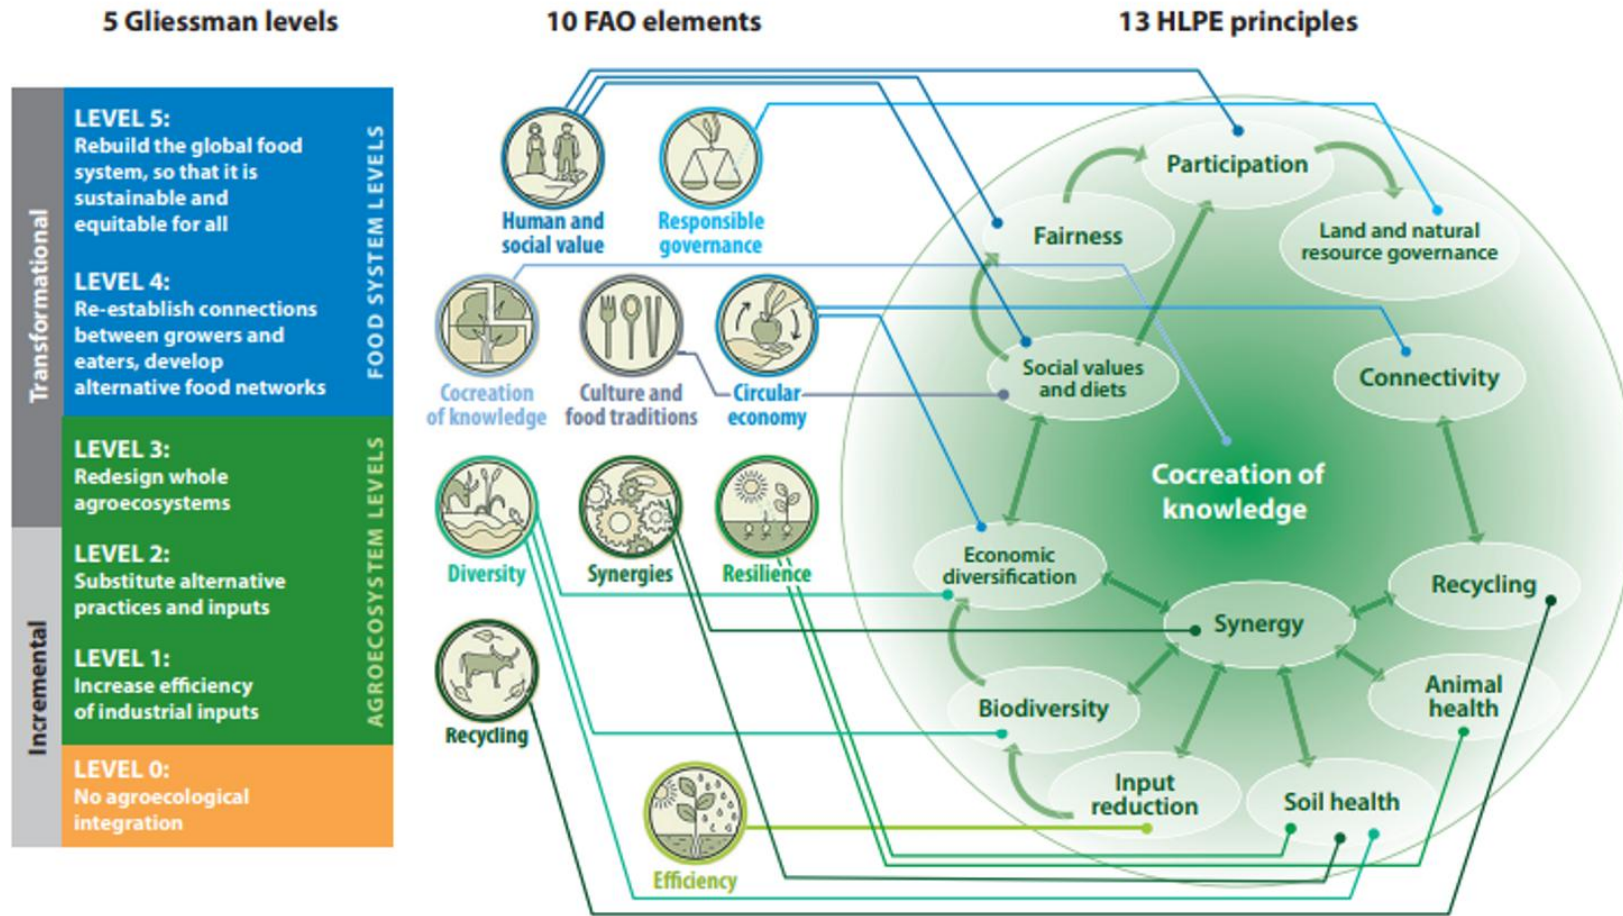 5 Gliessman levels
10 FAO elements
13 HLPE principles
Transformational
Incremental
LEVEL 5:
Rebuild the global food
system, so that it is
sustainable and
equitable for all
LEVEL 4:
Re-establish connections
between growers and
eaters, develop
alternative food networks
FOOD SYSTEM LEVELS
LEVEL 3:
Redesign whole
agroecosystems
LEVEL 2:
Substitute alternative
practices and inputs
LEVEL 1:
Increase efficiency
of industrial inputs
AGROECOSYSTEM LEVELS
LEVEL 0:
No agroecological
integration
Human and
social value
Responsible
governance
Cocreation
of knowledge
Culture and
food traditions
Circular
economy
Diversity
Synergies
Resilience
Recycling
Efficiency
Participation
Fairness
Land and natural
resource governance
Social values
and diets
Connectivity
Cocreation of
knowledge
Economic
diversification
Recycling
Synergy
Biodiversity
Animal
health
Input
reduction
Soil health